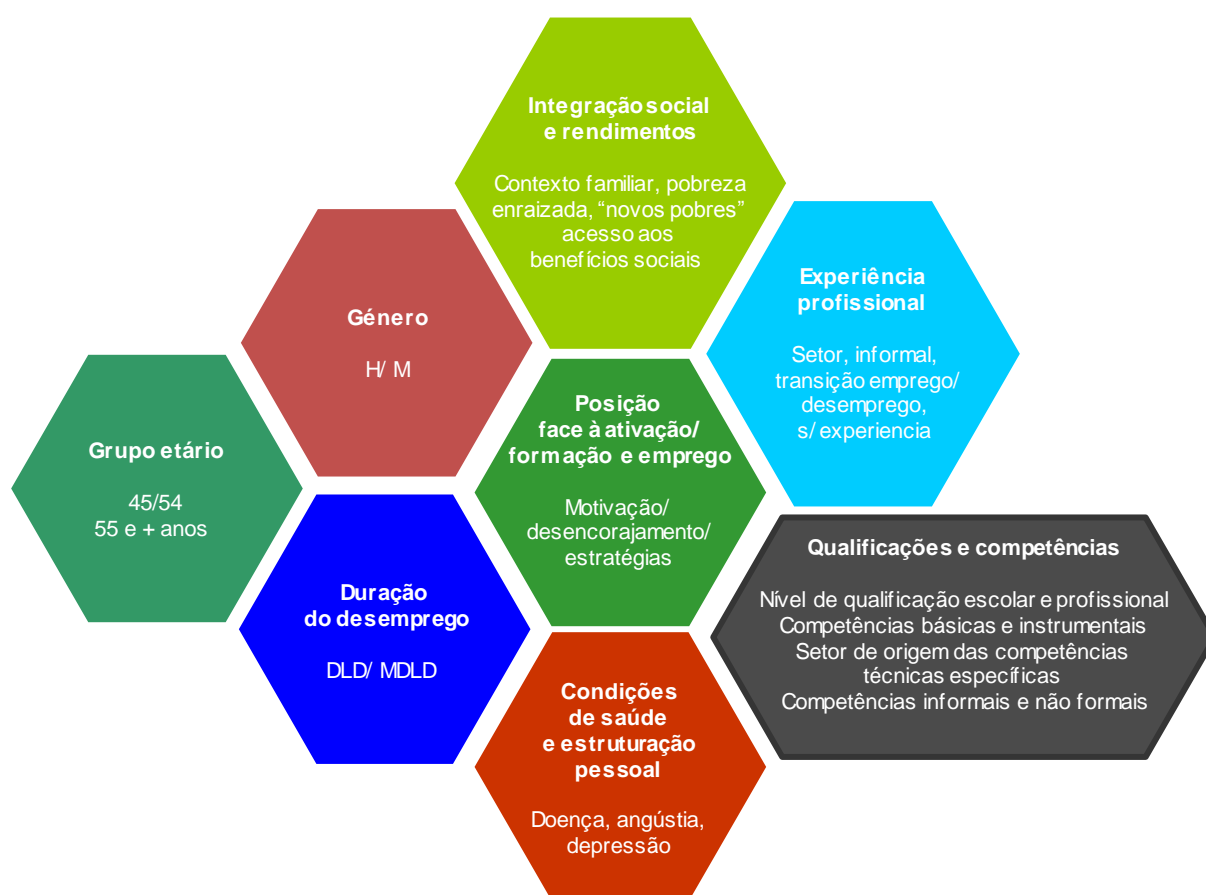 Integração social
e rendimentos
Contexto familiar, pobreza
enraizada, “novos pobres”
acesso aos
benefícios sociais
Experiência
profissional
Setor, informal,
transição emprego/
desemprego,
s/ experiencia
Género
H/ M
Posição
face à ativação/
formação e emprego
Motivação/
desencorajamento/
estratégias
Grupo etário
45/54
55 e + anos
Duração
do desemprego
DLD/ MDLD
Qualificações e competências
Nível de qualificação escolar e profissional
Competências básicas e instrumentais
Setor de origem das competências
técnicas específicas
Competências informais e não formais
Condições
de saúde
e estruturação
pessoal
Doença, angústia,
depressão